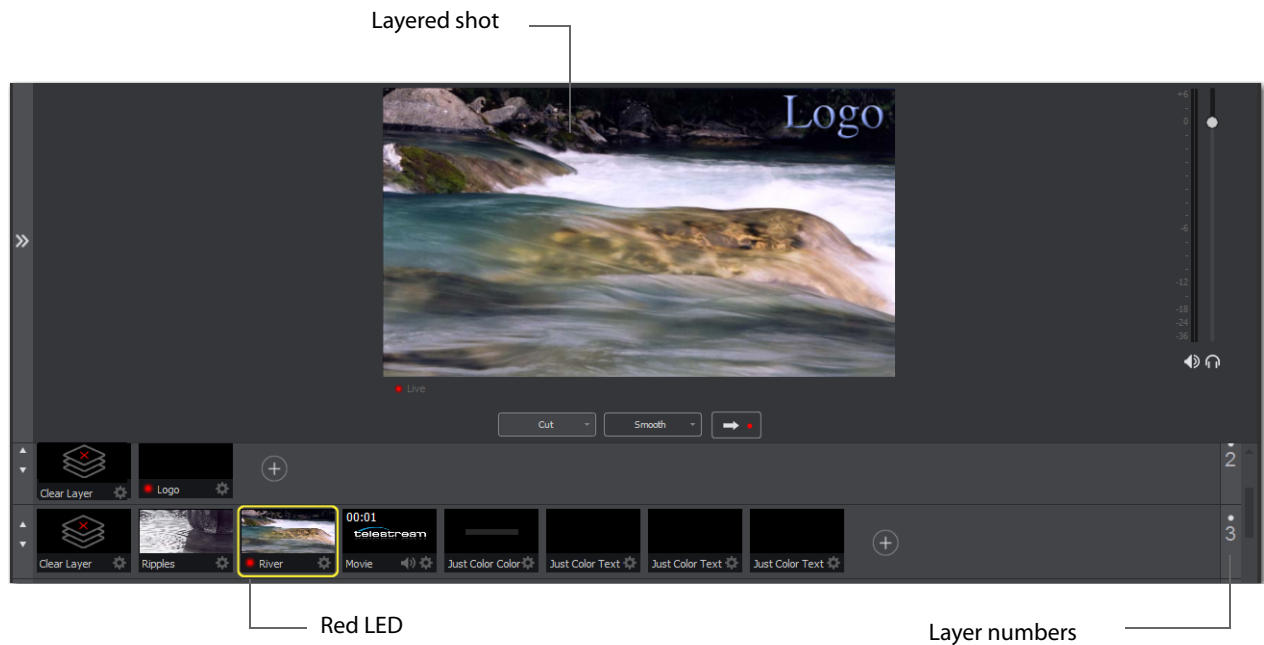 Layered shot
Logo
+6
0
-6
-12
-18
-24
-36
Live
Cut
Smooth
Clear Layer
Logo
2
00:01
telestream
Clear Layer
Ripples
River
Movie
Just Color Color
Just Color Text
Just Color Text
Just Color Text
3
Red LED
Layer numbers